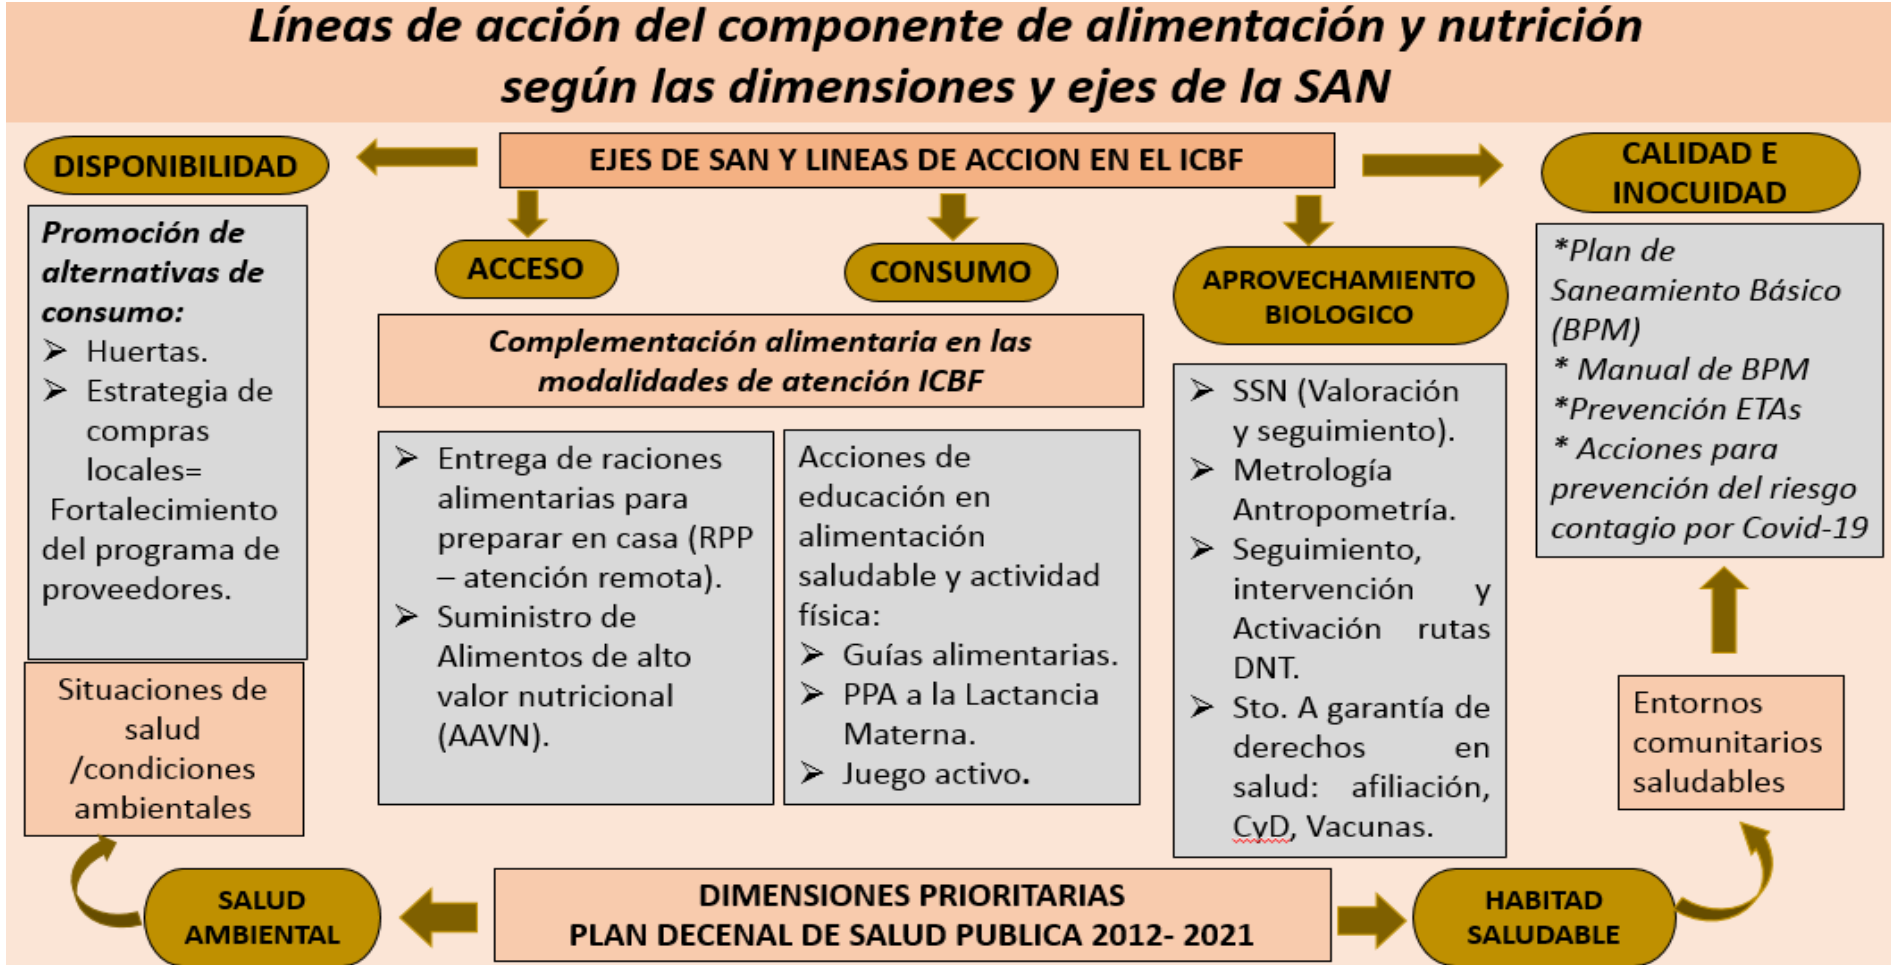 Líneas de acción del componente de alimentación y nutrición
según las dimensiones y ejes de la SAN
EJES DE SAN Y LINEAS DE ACCION EN EL ICBF
DISPONIBILIDAD
Promoción de
alternativas de
consumo:
➢ Huertas.
➢ Estrategia de
compras
locales=
Fortalecimiento
del programa de
proveedores.
ACCESO
CONSUMO
Complementación alimentaria en las
modalidades de atención ICBF
➢ Entrega de raciones
alimentarias para
preparar en casa (RPP
– atención remota).
➢ Suministro de
Alimentos de alto
valor nutricional
(AAVN).
Acciones de
educación en
alimentación
saludable y actividad
física:
➢ Guías alimentarias.
➢ PPA a la Lactancia
Materna.
➢ Juego activo.
APROVECHAMIENTO
BIOLOGICO
➢ SSN (Valoración
y seguimiento).
➢ Metrología
Antropometría.
➢ Seguimiento,
intervención y
Activación rutas
DNT.
➢ Sto. A garantía de
derechos en
salud: afiliación,
CyD, Vacunas.
CALIDAD E
INOCUIDAD
*Plan de
Saneamiento Básico
(BPM)
* Manual de BPM
*Prevención ETAs
* Acciones para
prevención del riesgo
contagio por Covid-19
Situaciones de
salud
/condiciones
ambientales
Entornos
comunitarios
saludables
SALUD
AMBIENTAL
DIMENSIONES PRIORITARIAS
PLAN DECENAL DE SALUD PUBLICA 2012- 2021
HABITAD
SALUDABLE